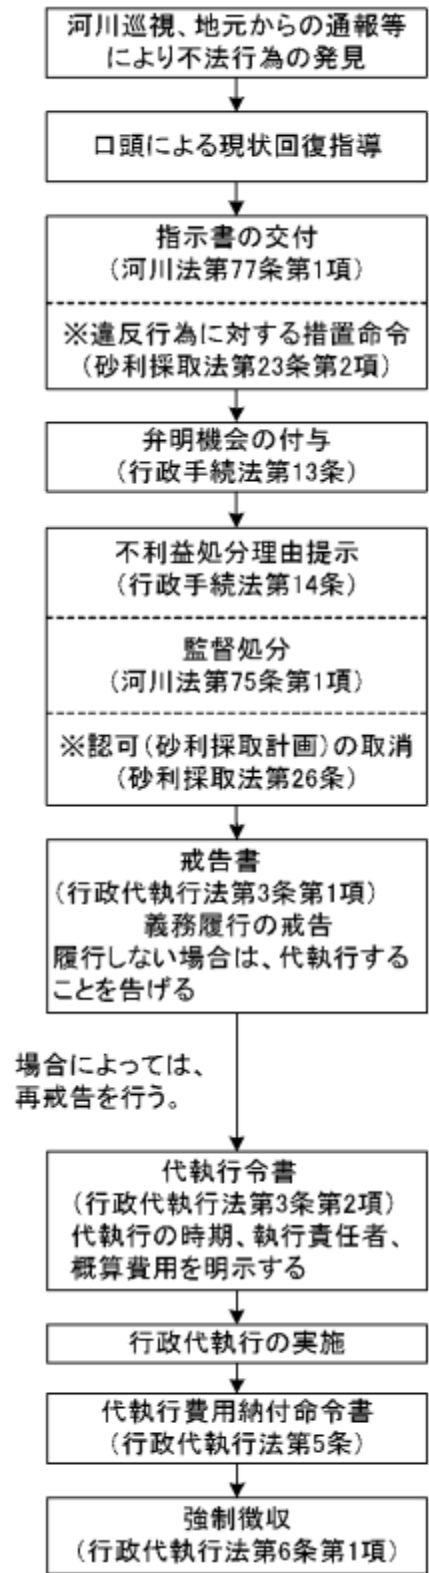 河川巡視、地元からの通報等
により不法行為の発見
口頭による現状回復指導
指示書の交付
(河川法第77条第1項)
※違反行為に対する措置命令
(砂利採取法第23条第2項)
弁明機会の付与
(行政手続法第13条)
不利益処分理由提示
(行政手続法第14条)
監督処分
(河川法第75条第1項)
※認可(砂利採取計画)の取消
(砂利採取法第26条)
戒告書
(行政代執行法第3条第1項)
義務履行の戒告
履行しない場合は、代執行する
ことを告げる
場合によっては、
再戒告を行う。
代執行令書
(行政代執行法第3条第2項)
代執行の時期、執行責任者、
概算費用を明示する
行政代執行の実施
代執行費用納付命令書
(行政代執行法第5条)
強制徴収
(行政代執行法第6条第1項)